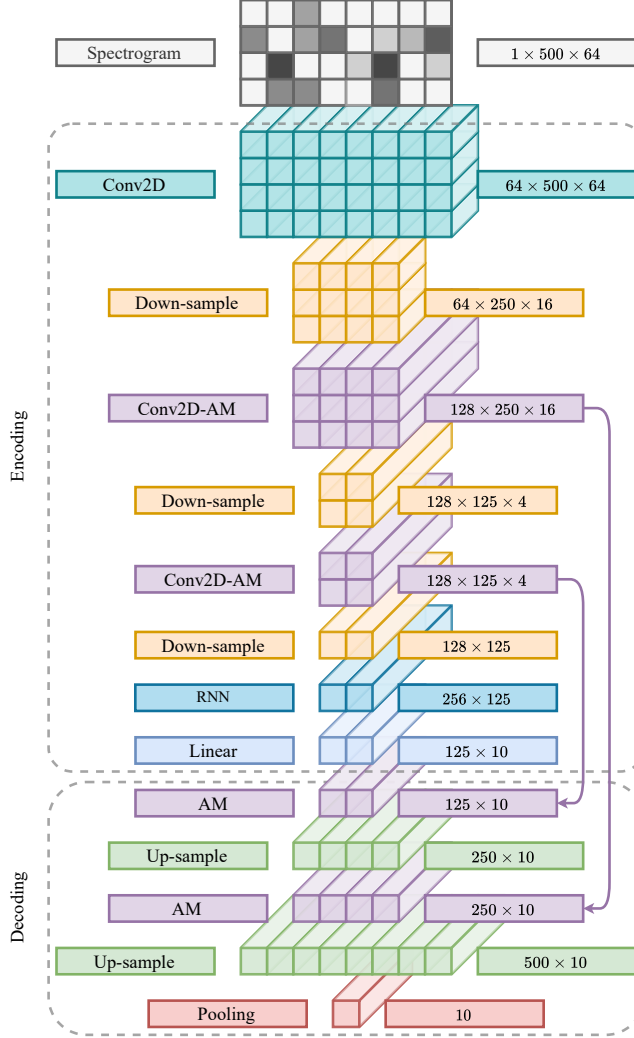 Spectrogram 1 × 500 × 64
Conv2D 64 × 500 × 64
Down-sample 64 × 250 × 16
Conv2D-AM 128 × 250 × 16
Encoding
Down-sample 128 × 125 × 4
Conv2D-AM 128 × 125 × 4
Down-sample 128 × 125
RNN 256 × 125
Linear 125 × 10
AM 125 × 10
Up-sample 250 × 10
Decoding
AM 250 × 10
Up-sample 500 × 10
Pooling 10